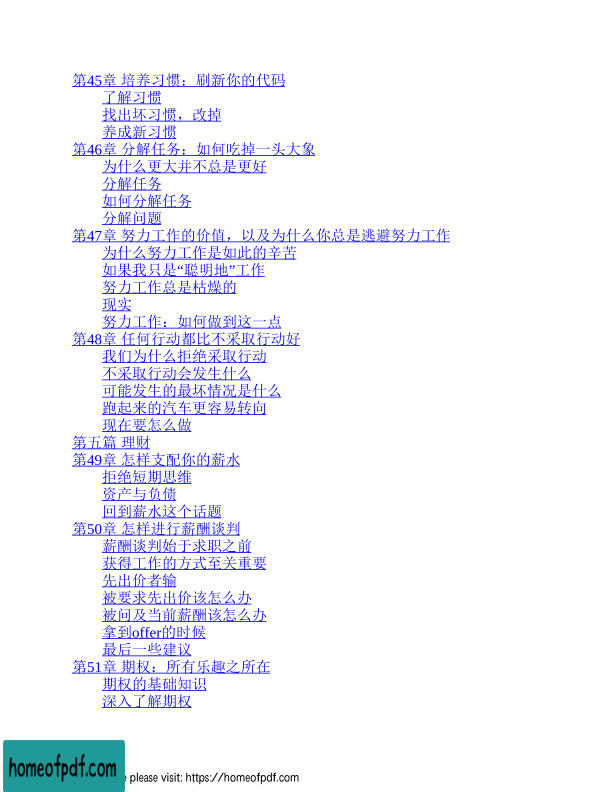 第45章 培养习惯：刷新你的代码
了解习惯
找出坏习惯，改掉
养成新习惯
第46章 分解任务：如何吃掉一头大象
为什么更大并不总是更好
分解任务
如何分解任务
分解问题
第47章 努力工作的价值，以及为什么你总是逃避努力工作
为什么努力工作是如此的辛苦
如果我只是“聪明地”工作
努力工作总是枯燥的
现实
努力工作：如何做到这一点
第48章 任何行动都比不采取行动好
我们为什么拒绝采取行动
不采取行动会发生什么
可能发生的最坏情况是什么
跑起来的汽车更容易转向
现在要怎么做
第五篇 理财
第49章 怎样支配你的薪水
拒绝短期思维
资产与负债
回到薪水这个话题
第50章 怎样进行薪酬谈判
薪酬谈判始于求职之前
获得工作的方式至关重要
先出价者输
被要求先出价该怎么办
被问及当前薪酬该怎么办
拿到offer的时候
最后一些建议
第51章 期权：所有乐趣之所在
期权的基础知识
深入了解期权
homeofpdf.com
please visit: https://homeofpdf.com